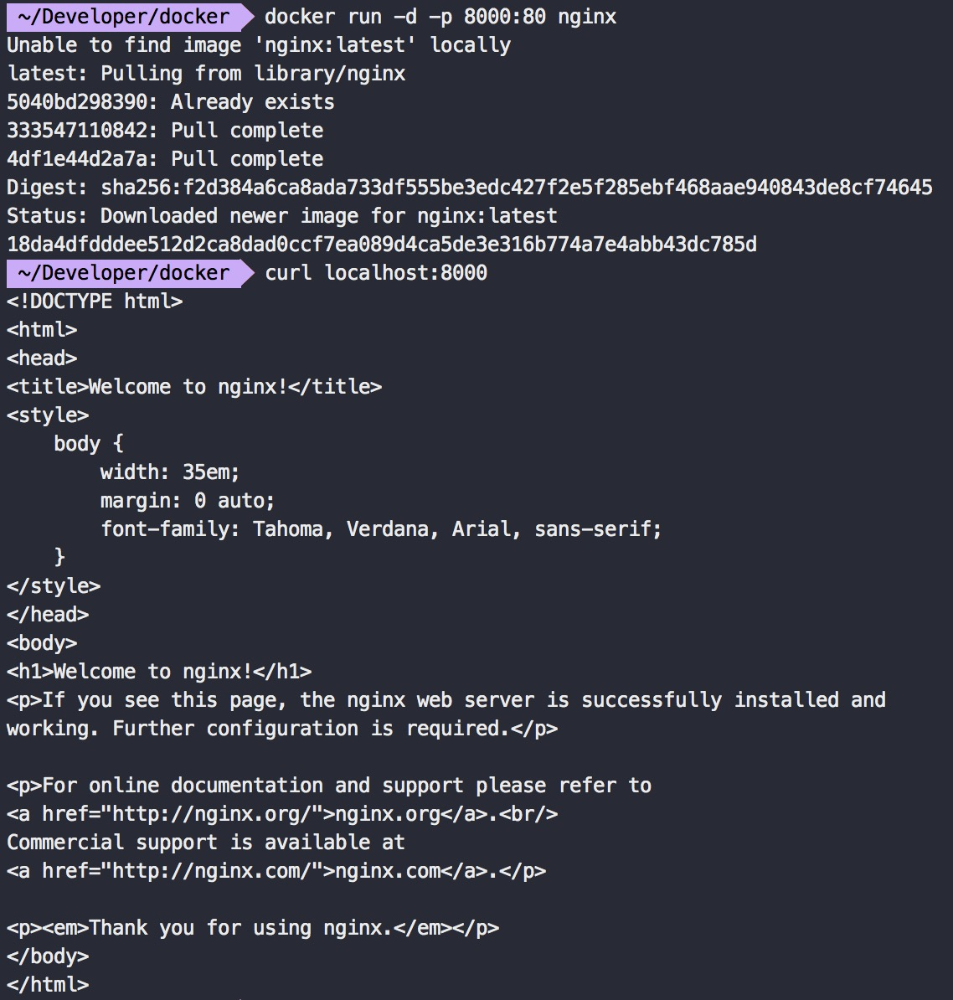 ~/Developer/docker docker run -d -p 8000:80 nginx
Unable to find image 'nginx:latest' locally
latest: Pulling from library/nginx
5040bd298390: Already exists
333547110842: Pull complete
4df1e44d2a7a: Pull complete
Digest: sha256:f2d384a6ca8ada733df555be3edc427f2e5f285ebf468aae940843de8cf74645
Status: Downloaded newer image for nginx:latest
18da4dfdddee512d2ca8dad0ccf7ea089d4ca5de3e316b774a7e4abb43dc785d
~/Developer/docker curl localhost:8000
<!DOCTYPE html>
<html>
<head>
<title>Welcome to nginx!</title>
<style>
    body {
        width: 35em;
        margin: 0 auto;
        font-family: Tahoma, Verdana, Arial, sans-serif;
    }
</style>
</head>
<body>
<h1>Welcome to nginx!</h1>
<p>If you see this page, the nginx web server is successfully installed and
working. Further configuration is required.</p>

<p>For online documentation and support please refer to
<a href="http://nginx.org/">nginx.org</a>.<br/>
Commercial support is available at
<a href="http://nginx.com/">nginx.com</a>.</p>

<p><em>Thank you for using nginx.</em></p>
</body>
</html>